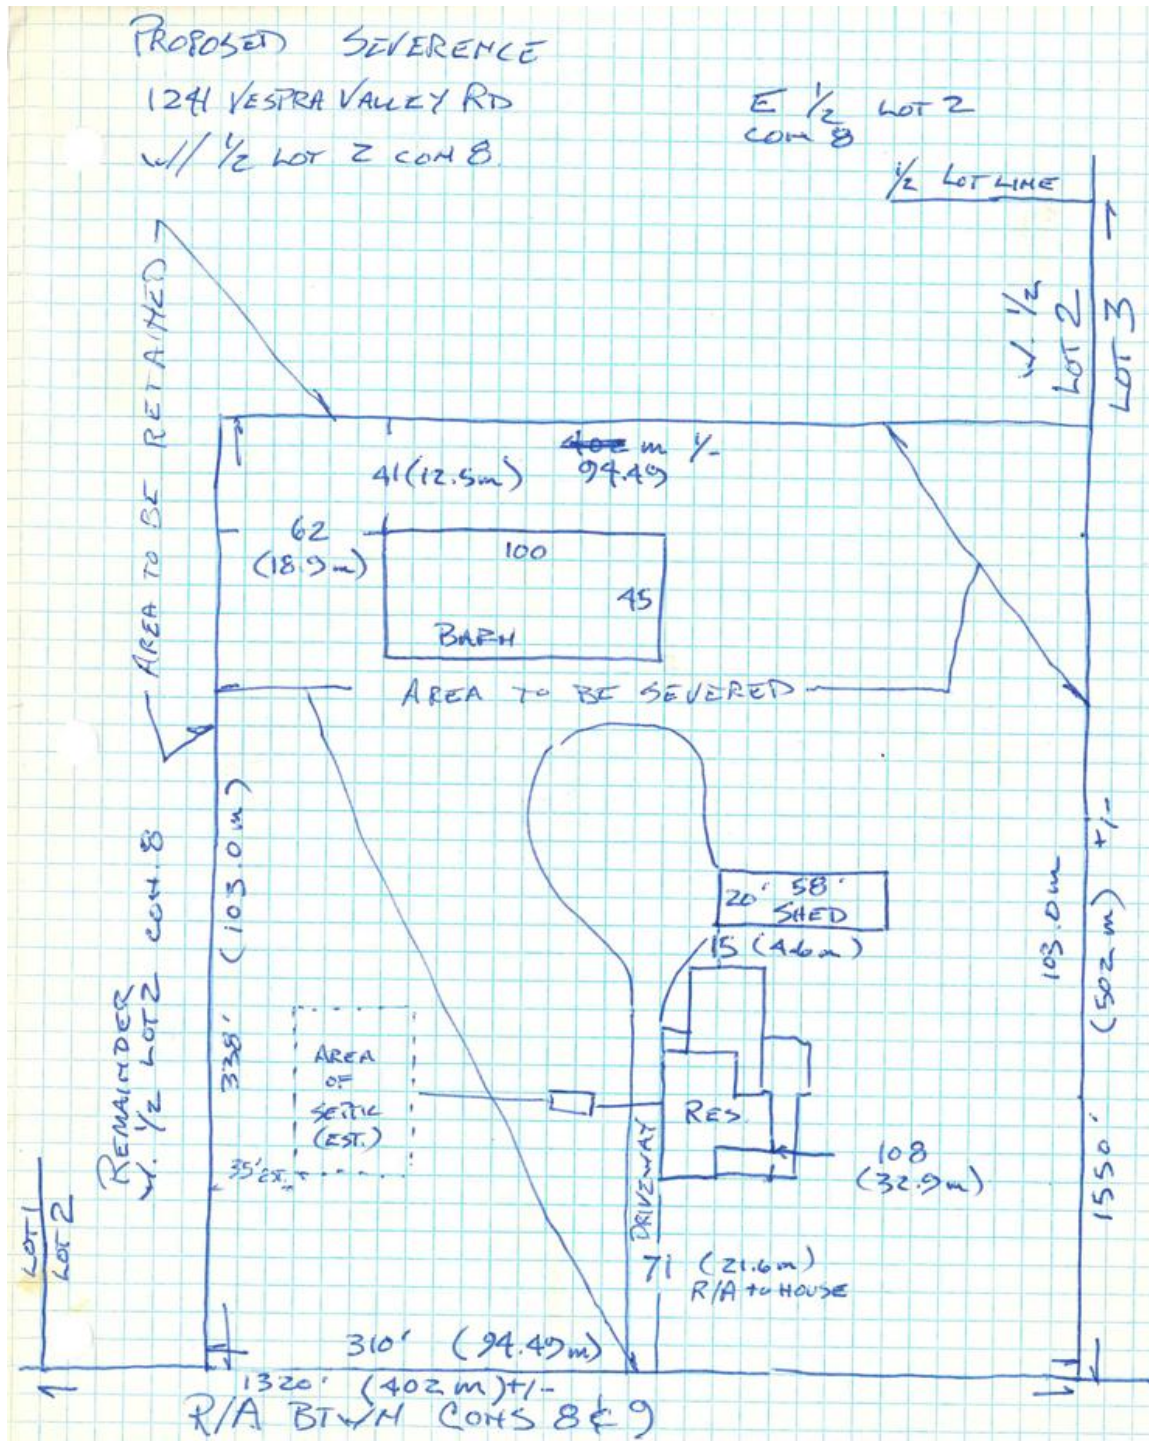 PROPOSED SEVERENCE
1241 VESPRA VALLEY RD
W// 1/2 LOT 2 CON 8
E 1/2 LOT 2
CON 8
1/2 LOT LINE
W. 1/2
LOT 2
LOT 3
AREA TO BE RETAINED
402 m +/-
94.49
41 (12.5m)
62
(18.9m)
100
45
BARN
AREA TO BE SEVERED
338' (103.0m)
REMAINDER
W. 1/2 LOT 2 CON. 8
20' 58'
SHED
15 (4.6m)
103.0m
1550' (502 m) +/-
AREA
OF
SEPTIC
(EST.)
35' EST.
RES.
108
(32.9m)
DRIVEWAY
71 (21.6m)
R/A to HOUSE
LOT 1
LOT 2
310' (94.49m)
1320' (402 m) +/-
R/A BTWN CONS 8 & 9